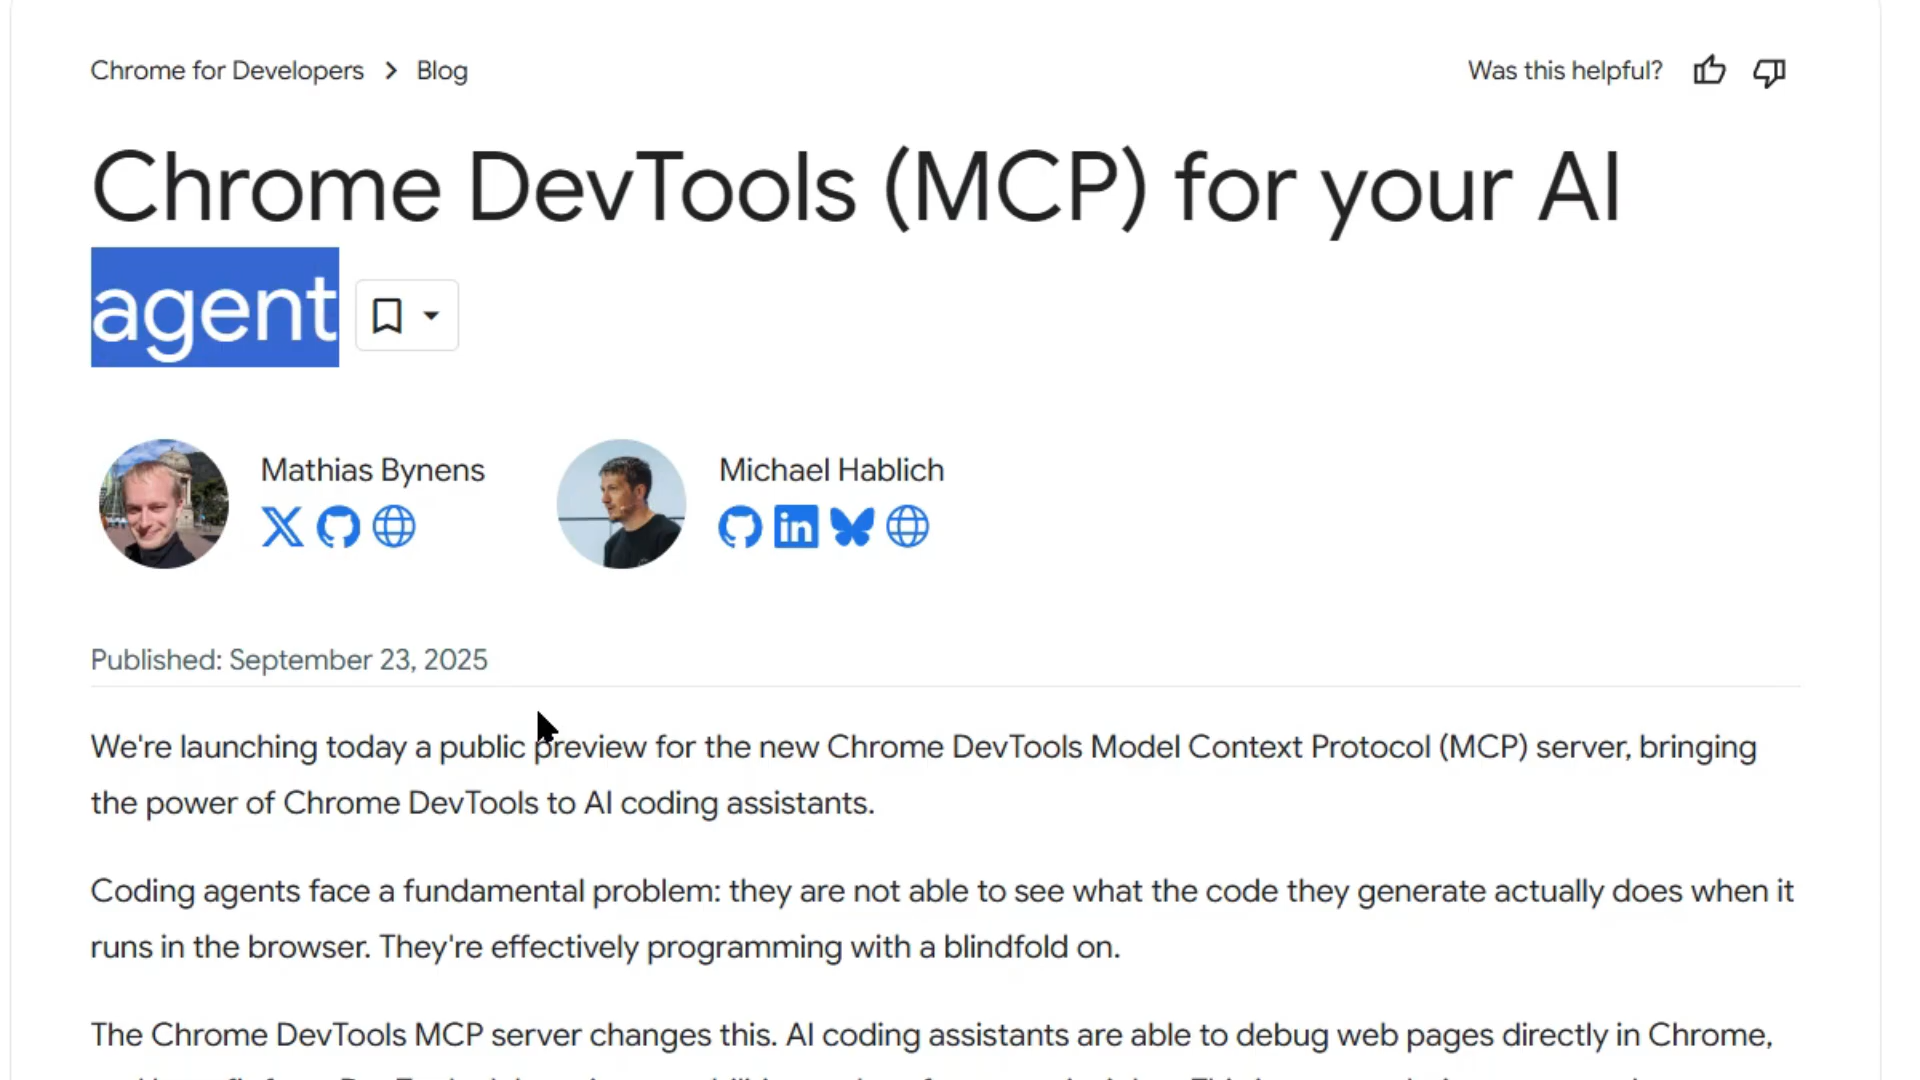 Chrome for Developers > Blog
Was this helpful?
Chrome DevTools (MCP) for your AI
agent
Mathias Bynens
Michael Hablich
Published: September 23, 2025
We're launching today a public preview for the new Chrome DevTools Model Context Protocol (MCP) server, bringing
the power of Chrome DevTools to AI coding assistants.
Coding agents face a fundamental problem: they are not able to see what the code they generate actually does when it
runs in the browser. They're effectively programming with a blindfold on.
The Chrome DevTools MCP server changes this. AI coding assistants are able to debug web pages directly in Chrome,